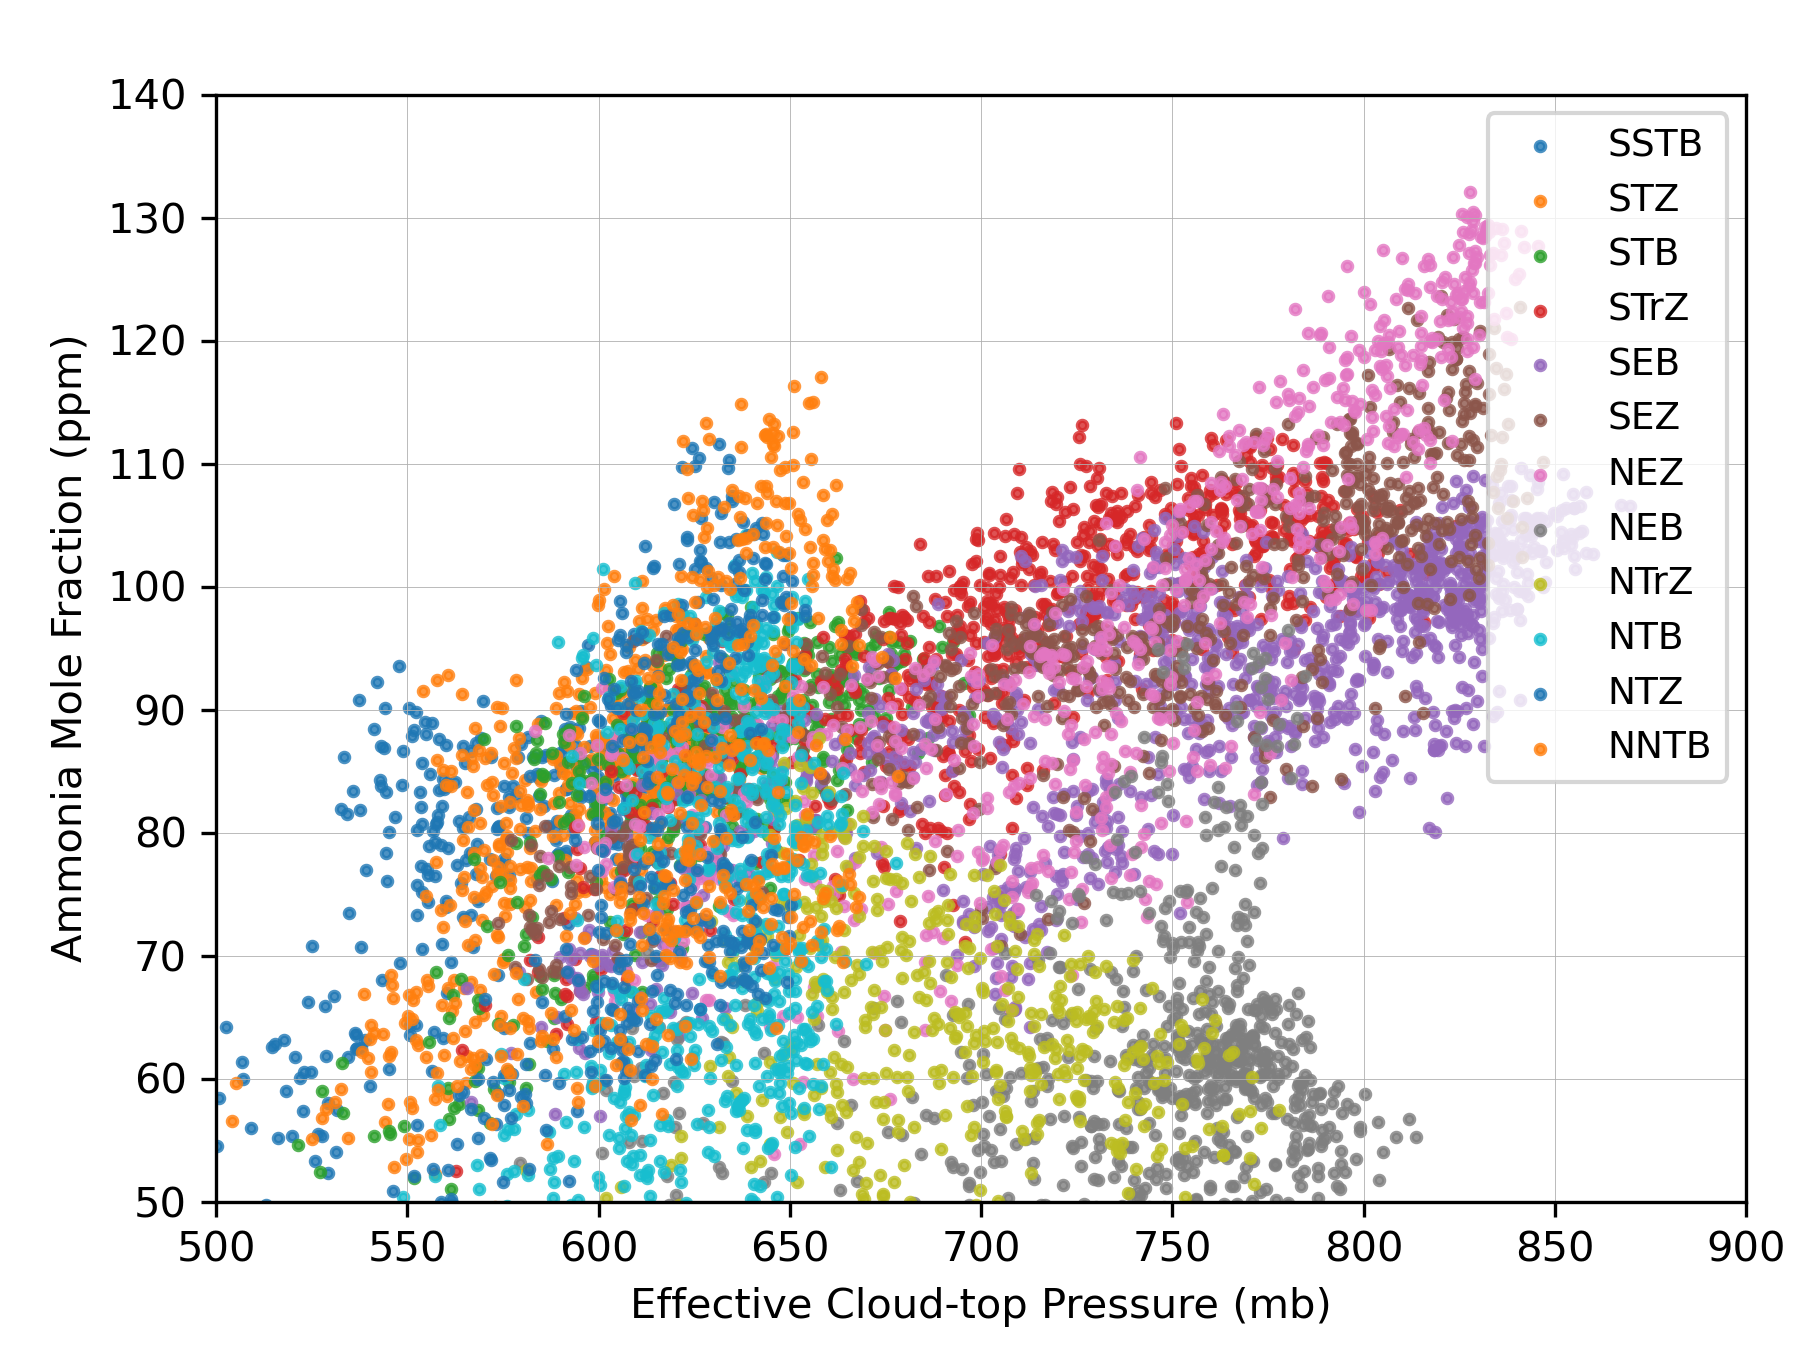 140
130
120
110
100
90
80
70
60
50
Ammonia Mole Fraction (ppm)
SSTB
STZ
STB
STrZ
SEB
SEZ
NEZ
NEB
NTrZ
NTB
NTZ
NNTB
500 550 600 650 700 750 800 850 900
Effective Cloud-top Pressure (mb)